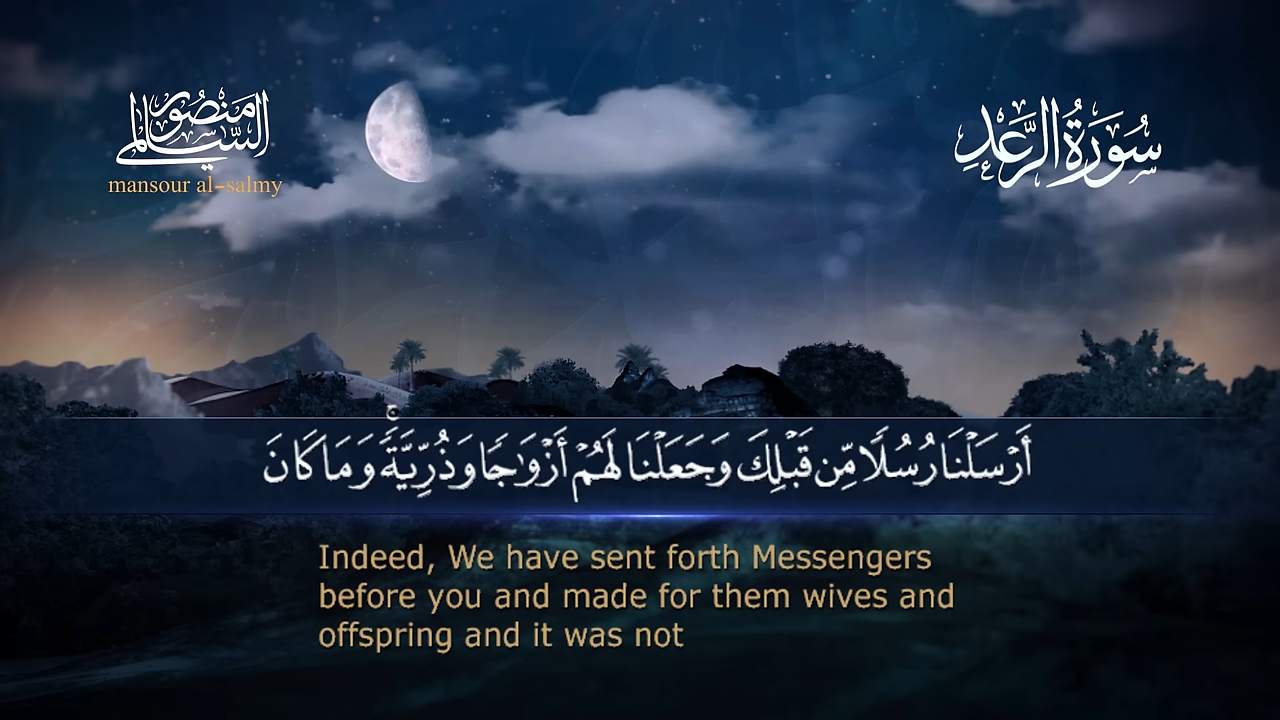 منصور السالمي
mansour al-salmy
سُورَةُ الرَّعْدِ
أَرْسَلْنَا رُسُلًا مِّن قَبْلِكَ وَجَعَلْنَا لَهُمْ أَزْوَٰجًا وَذُرِّيَّةً ۚ وَمَا كَانَ
Indeed, We have sent forth Messengers
before you and made for them wives and
offspring and it was not